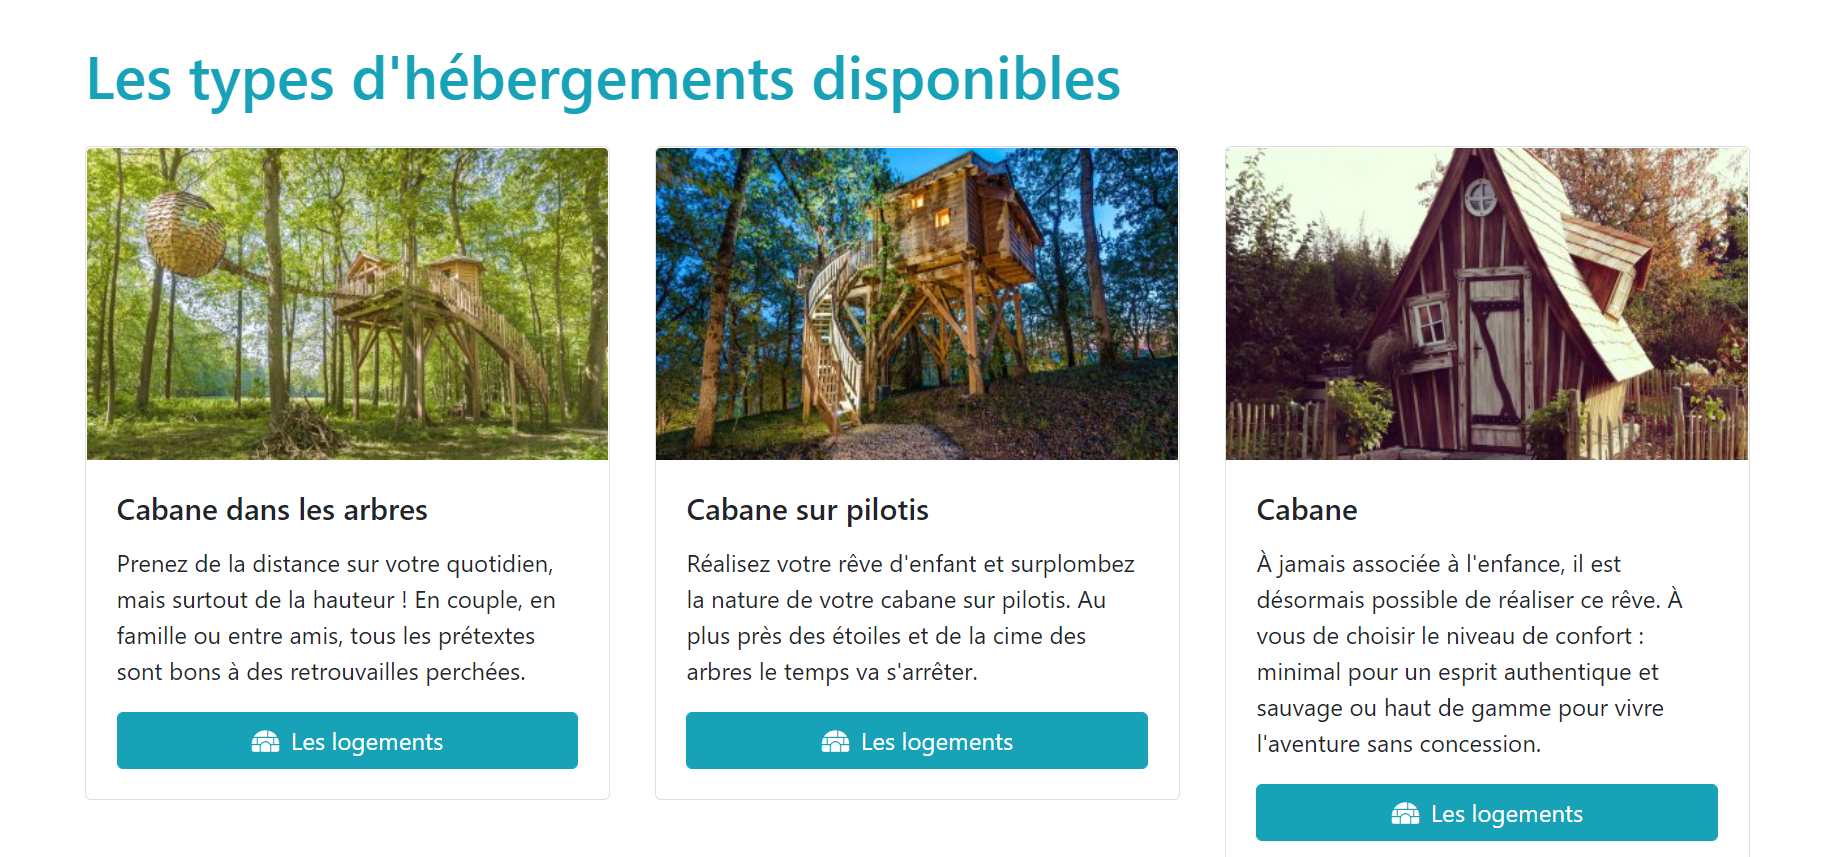 Les types d'hébergements disponibles
Cabane dans les arbres
Prenez de la distance sur votre quotidien,
mais surtout de la hauteur ! En couple, en
famille ou entre amis, tous les prétextes
sont bons à des retrouvailles perchées.
Les logements
Cabane sur pilotis
Réalisez votre rêve d'enfant et surplombez
la nature de votre cabane sur pilotis. Au
plus près des étoiles et de la cime des
arbres le temps va s'arrêter.
Les logements
Cabane
À jamais associée à l'enfance, il est
désormais possible de réaliser ce rêve. À
vous de choisir le niveau de confort :
minimal pour un esprit authentique et
sauvage ou haut de gamme pour vivre
l'aventure sans concession.
Les logements